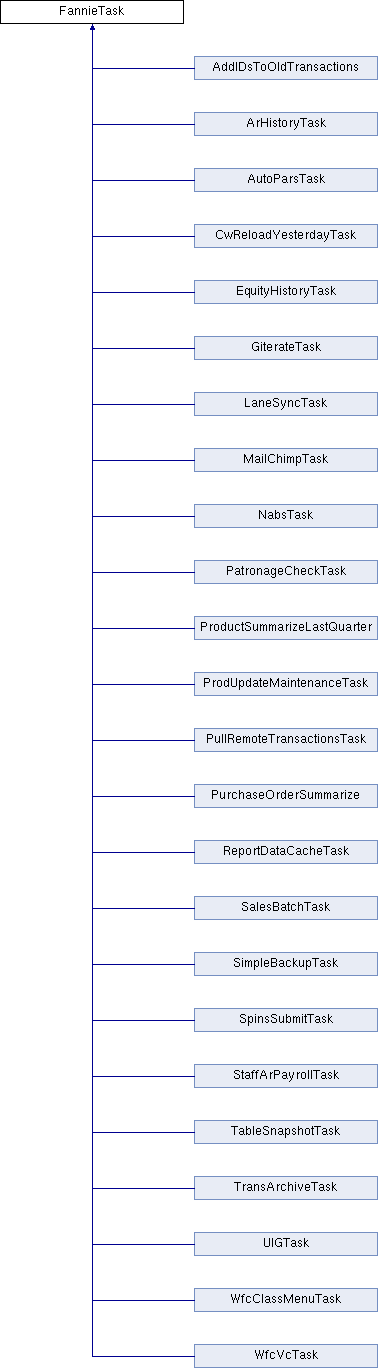 FannieTask
AddIDsToOldTransactions
ArHistoryTask
AutoParsTask
CwReloadYesterdayTask
EquityHistoryTask
GiterateTask
LaneSyncTask
MailChimpTask
NabsTask
PatronageCheckTask
ProductSummarizeLastQuarter
ProdUpdateMaintenanceTask
PullRemoteTransactionsTask
PurchaseOrderSummarize
ReportDataCacheTask
SalesBatchTask
SimpleBackupTask
SpinsSubmitTask
StaffArPayrollTask
TableSnapshotTask
TransArchiveTask
UIGTask
WfcClassMenuTask
WfcVcTask